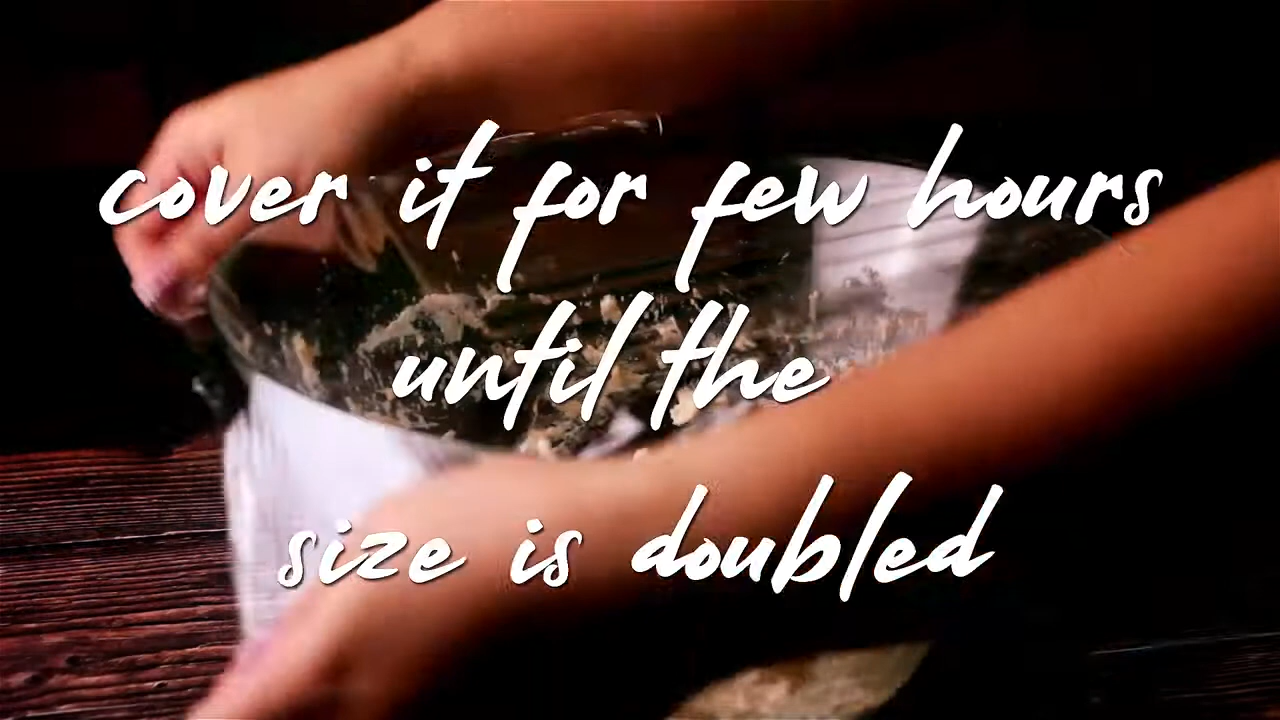 cover it for few hours
until the
size is doubled